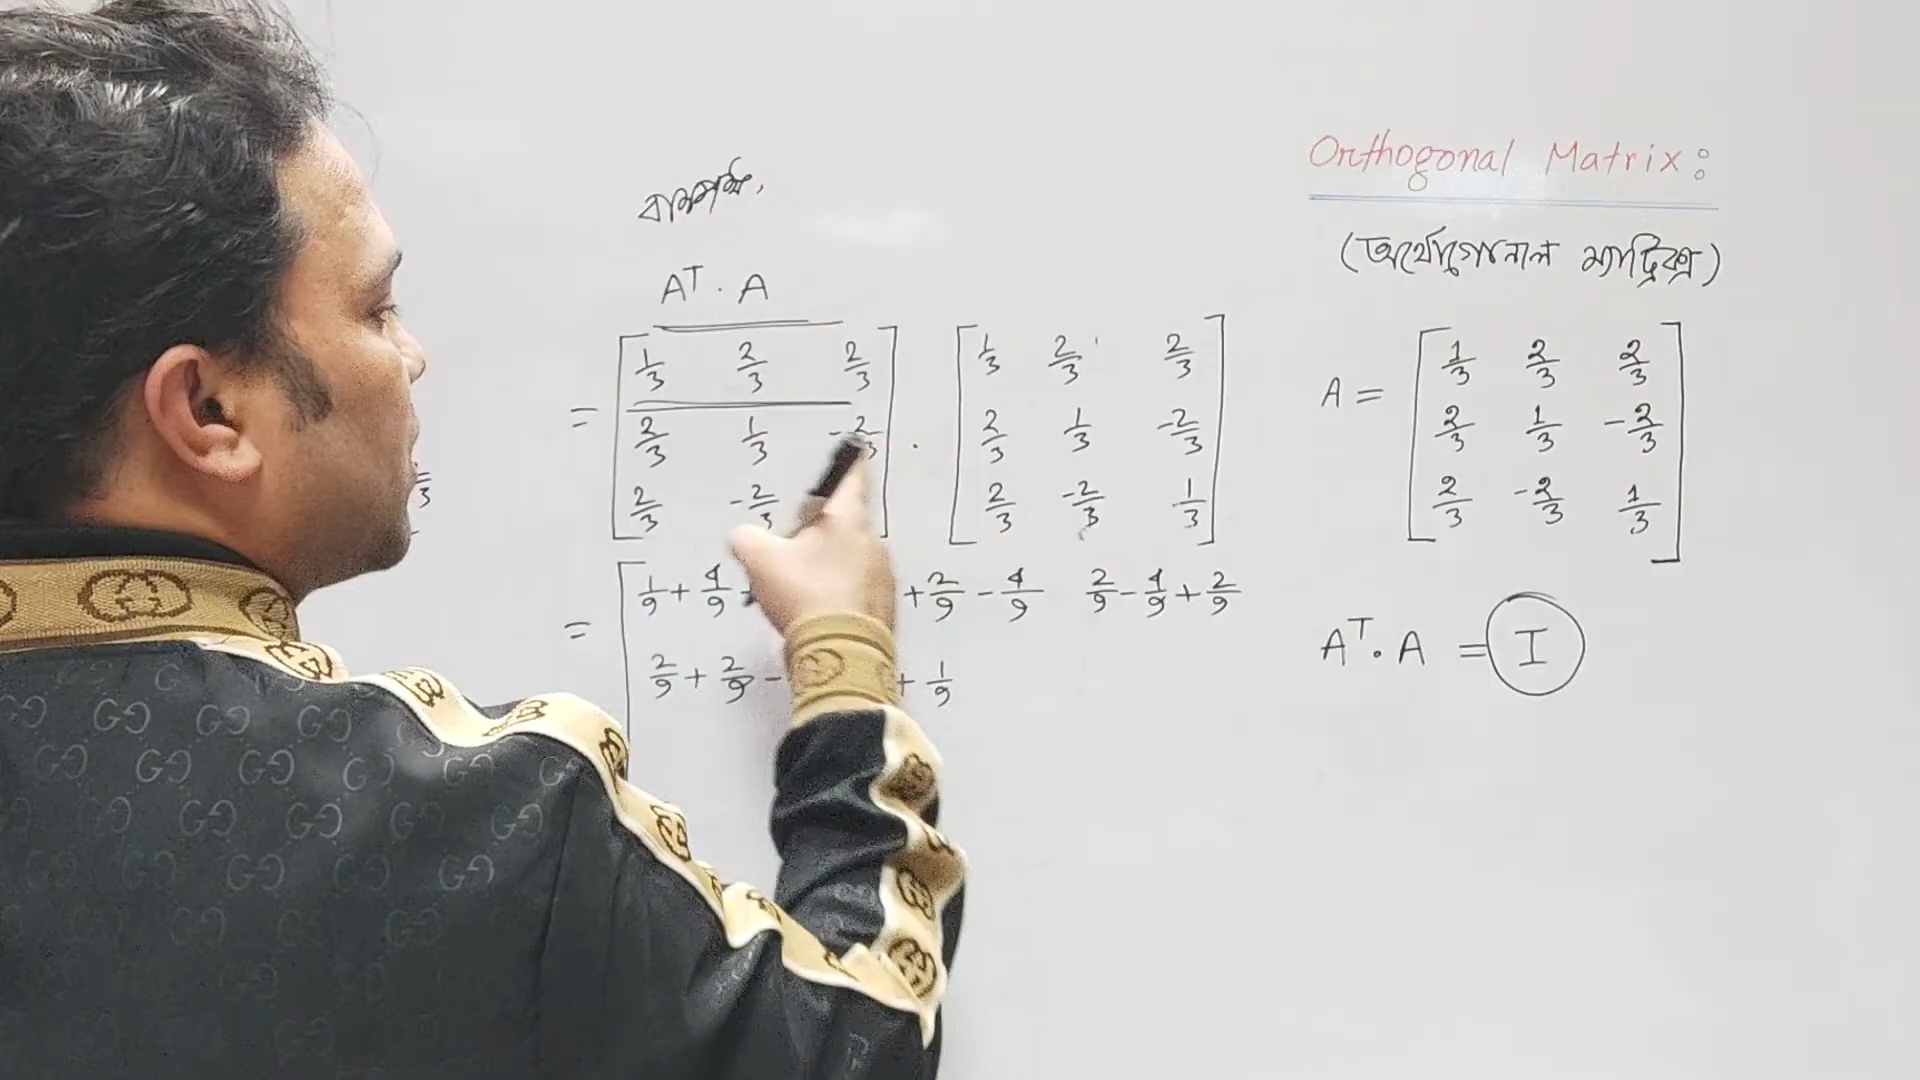 Orthogonal Matrix:
(অর্থোগোনাল ম্যাট্রিক্স)
A = [ 1/3 2/3 2/3
2/3 1/3 -2/3
2/3 -2/3 1/3 ]
Aᵀ.A = I
বামপক্ষ,
Aᵀ.A
= [ 1/3 2/3 2/3 ] . [ 1/3 2/3 2/3 ]
2/3 1/3 -2/3 2/3 1/3 -2/3
2/3 -2/3 2/3 -2/3 1/3
= [ 1/9 + 4/9 + 2/9 - 4/9 2/9 - 4/9 + 2/9
2/9 + 2/9 - + 1/9